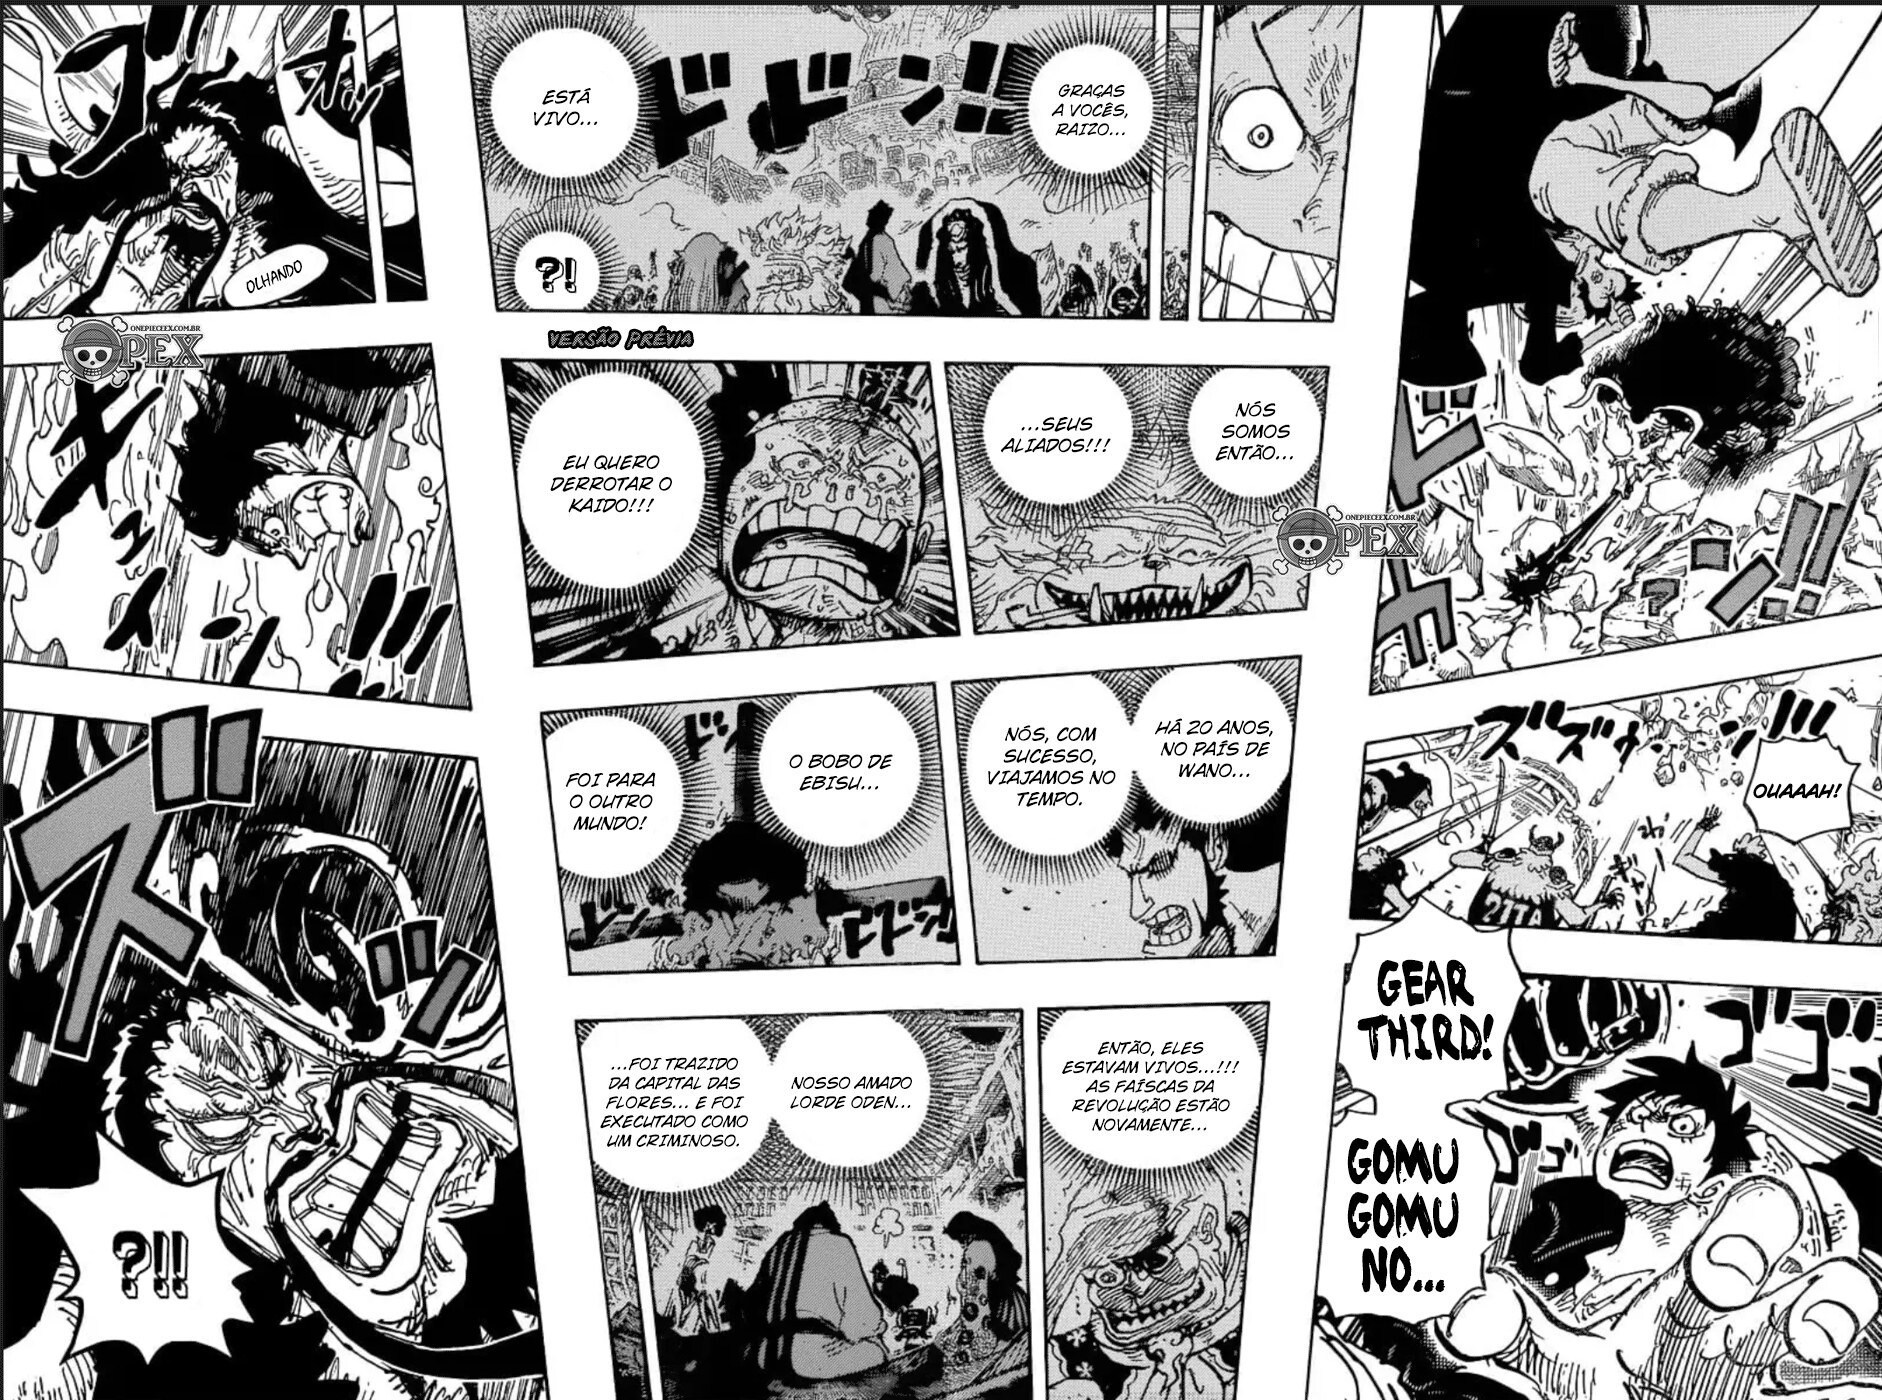 GRAÇAS
A VOCÊS,
RAIZO...
ドドン!!
ESTÁ
VIVO...
?!
VERSÃO PRÉVIA
NÓS
SOMOS
ENTÃO...
...SEUS
ALIADOS!!!
EU QUERO
DERROTAR O
KAIDO!!!
HÁ 20 ANOS,
NO PAÍS DE
WANO...
NÓS, COM
SUCESSO,
VIAJAMOS NO
TEMPO.
O BOBO DE
EBISU...
FOI PARA
O OUTRO
MUNDO!
ENTÃO, ELES
ESTAVAM VIVOS...!!!
AS FAÍSCAS DA
REVOLUÇÃO ESTÃO
NOVAMENTE...
NOSSO AMADO
LORDE ODEN...
...FOI TRAZIDO
DA CAPITAL DAS
FLORES... E FOI
EXECUTADO COMO
UM CRIMINOSO.
ONEPIECEEX.COM.BR
OPEX
OUAAAH!
GEAR
THIRD!
ゴゴゴゴ
GOMU
GOMU
NO...
OLHANDO
ONEPIECEEX.COM.BR
OPEX
?!!